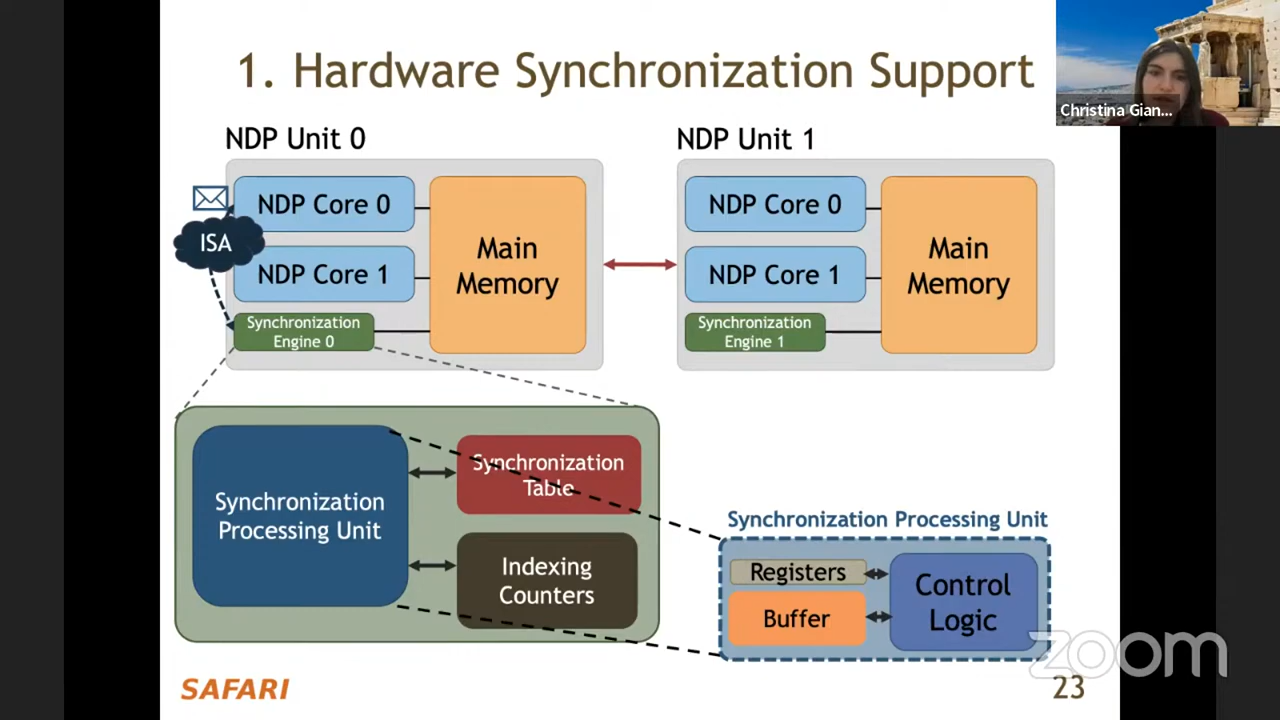 1. Hardware Synchronization Support
Christina Gian...
NDP Unit 0
NDP Unit 1
ISA
NDP Core 0
NDP Core 1
Synchronization
Engine 0
Main
Memory
NDP Core 0
NDP Core 1
Synchronization
Engine 1
Main
Memory
Synchronization
Processing Unit
Synchronization
Table
Indexing
Counters
Synchronization Processing Unit
Registers
Buffer
Control
Logic
zoom
SAFARI
23